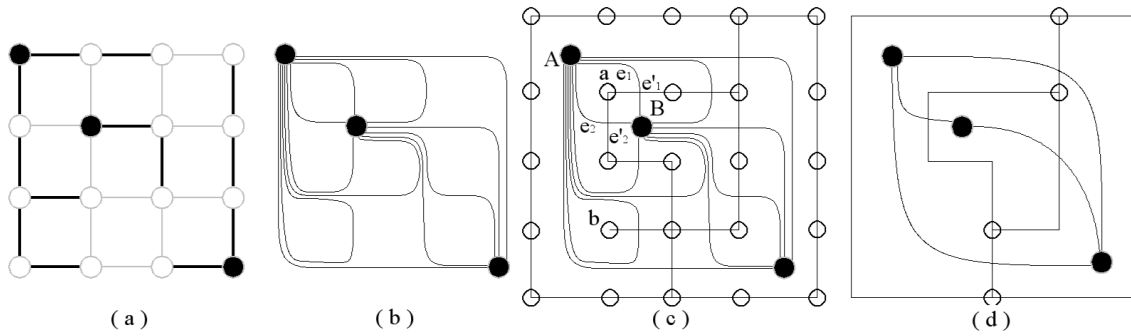 A
a e₁
e'₁
B
e₂
e'₂
b
( a )
( b )
( c )
( d )